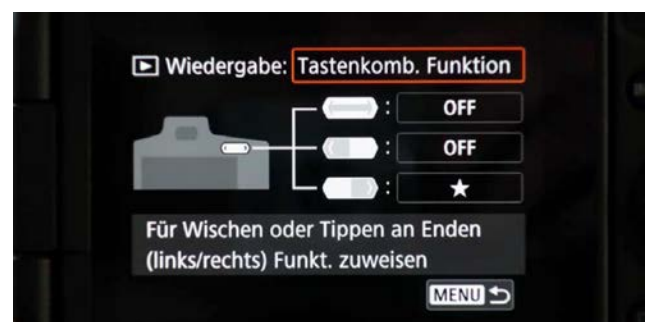 Wiedergabe: Tastenkomb. Funktion
: OFF
: OFF
: ★
Für Wischen oder Tippen an Enden
(links/rechts) Funkt. zuweisen
MENU